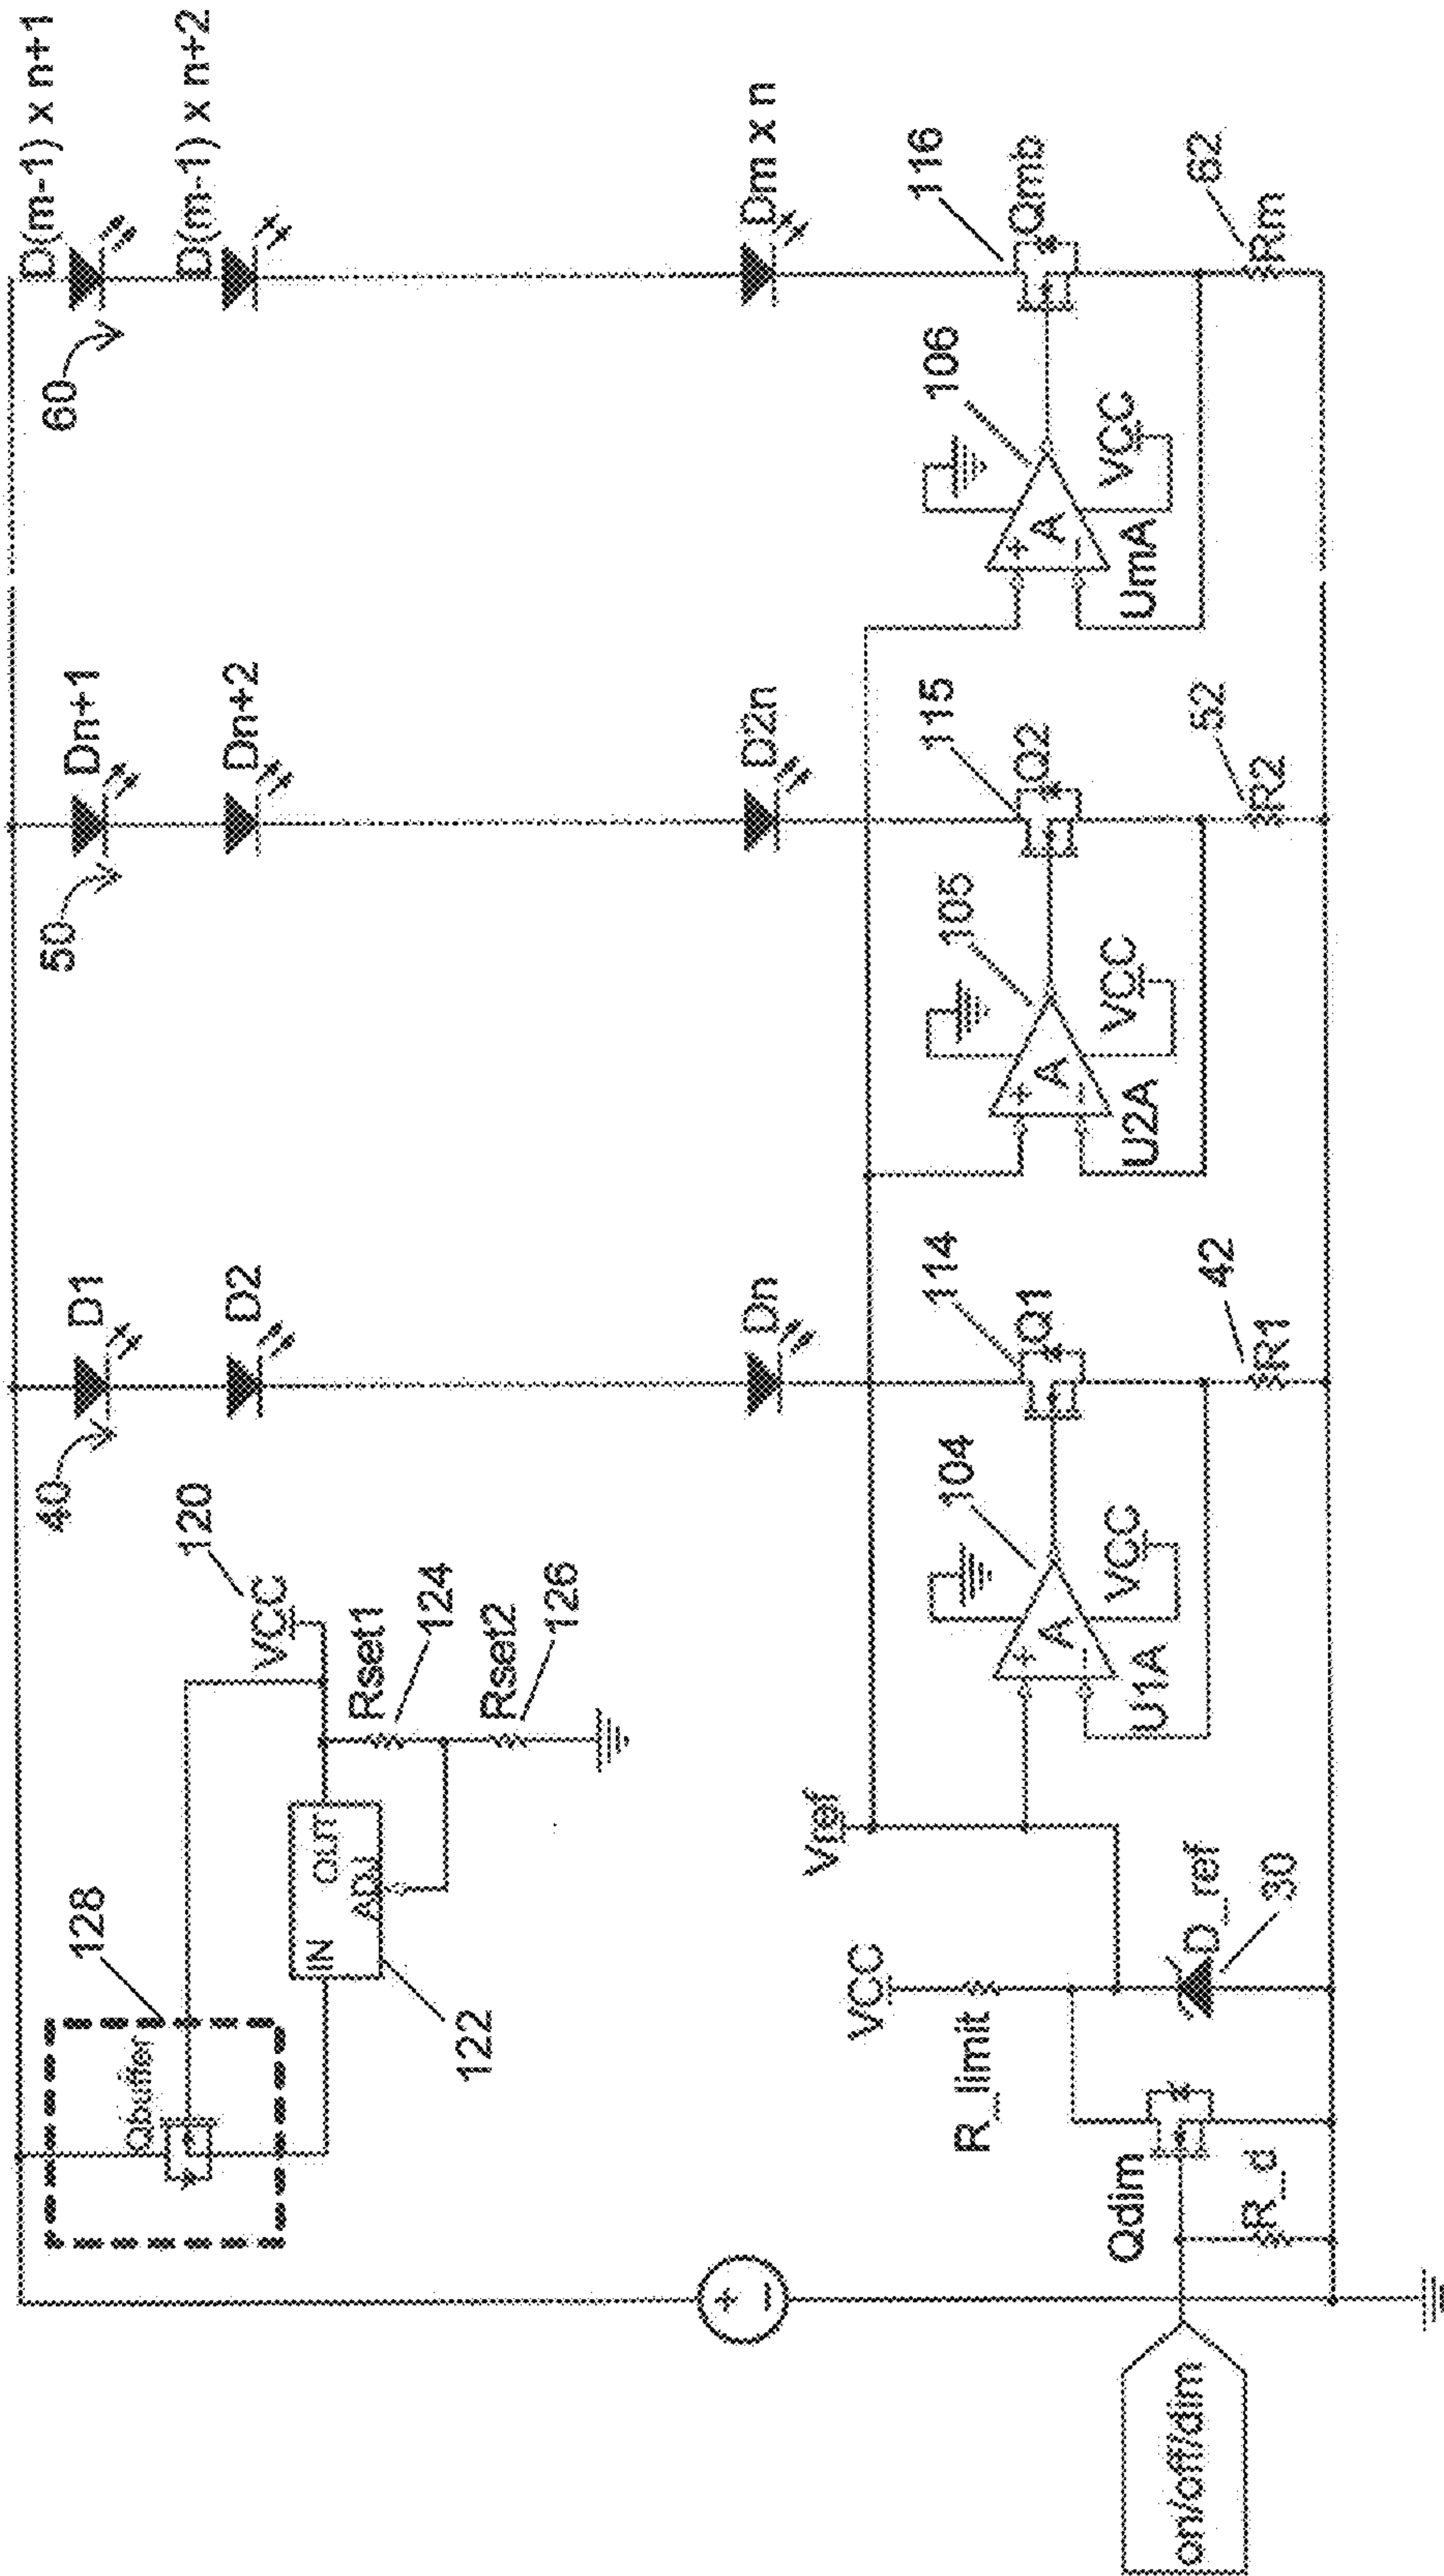 D(m-1) x n+1
D(m-1) x n+2
60
Dm x n
116
Qmb
106
A
+
−
UmA
VCC
62
Rm
Dn+1
50
Dn+2
D2n
115
Q2
105
A
+
−
U2A
VCC
52
R2
D1
40
D2
Dn
114
Q1
104
A
+
−
U1A
VCC
42
R1
128
Qbuffer
VCC
120
IN
OUT
ADJ
122
Rset1
124
Rset2
126
Vref
VCC
R_limit
D_ref
30
Qdim
R_d
+
−
on/off/dim